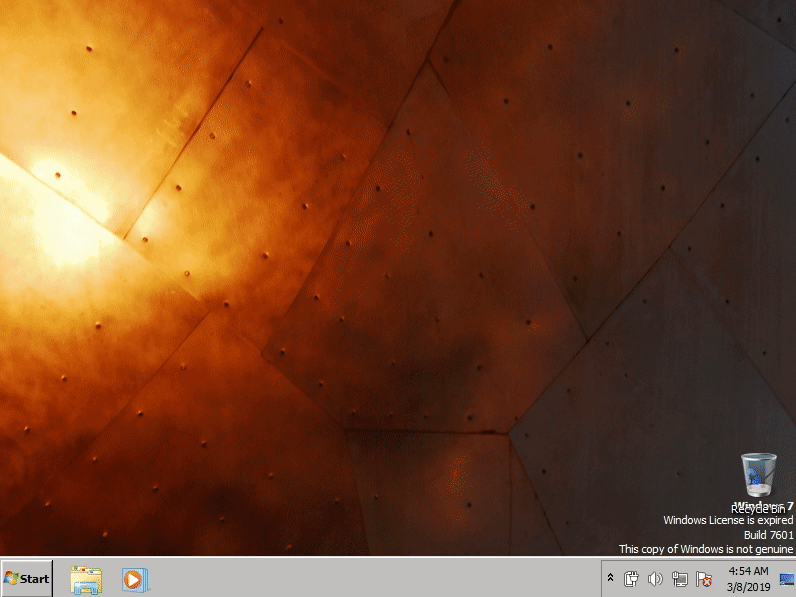 Windows 7
Recycle Bin
Windows License is expired
Build 7601
This copy of Windows is not genuine
Start
4:54 AM
3/8/2019